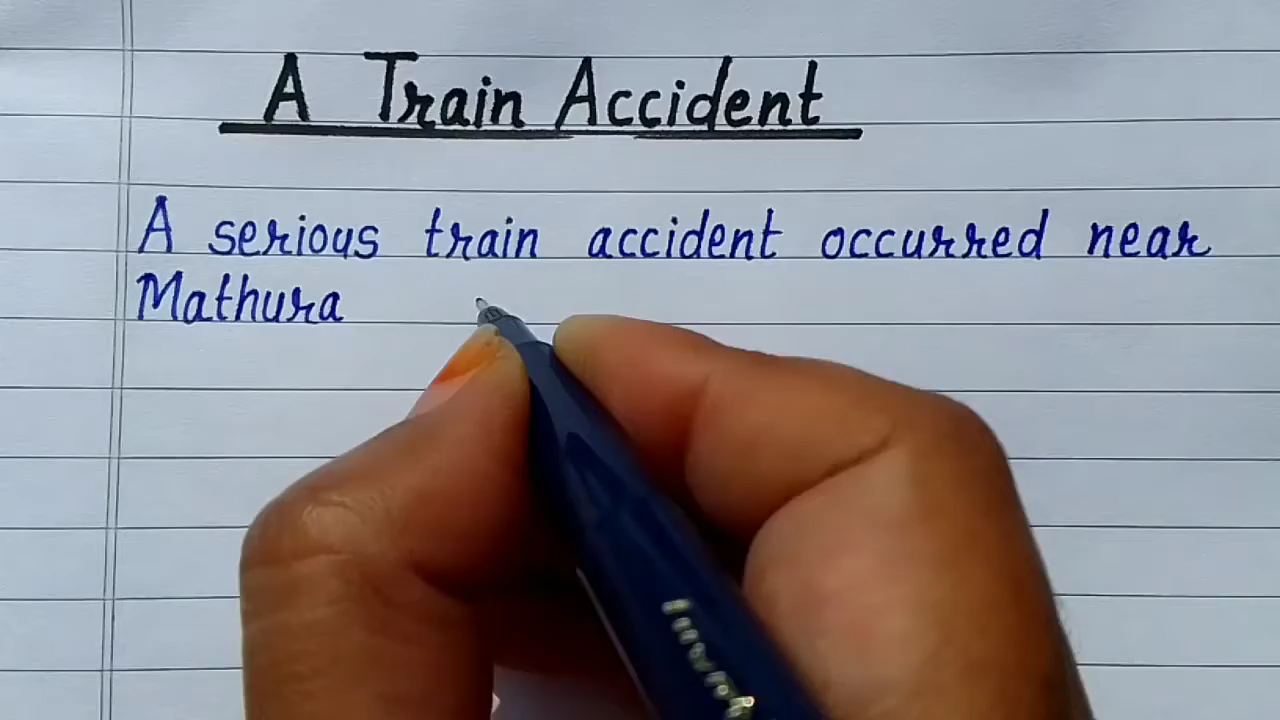 A Train Accident
A serious train accident occurred near
Mathura